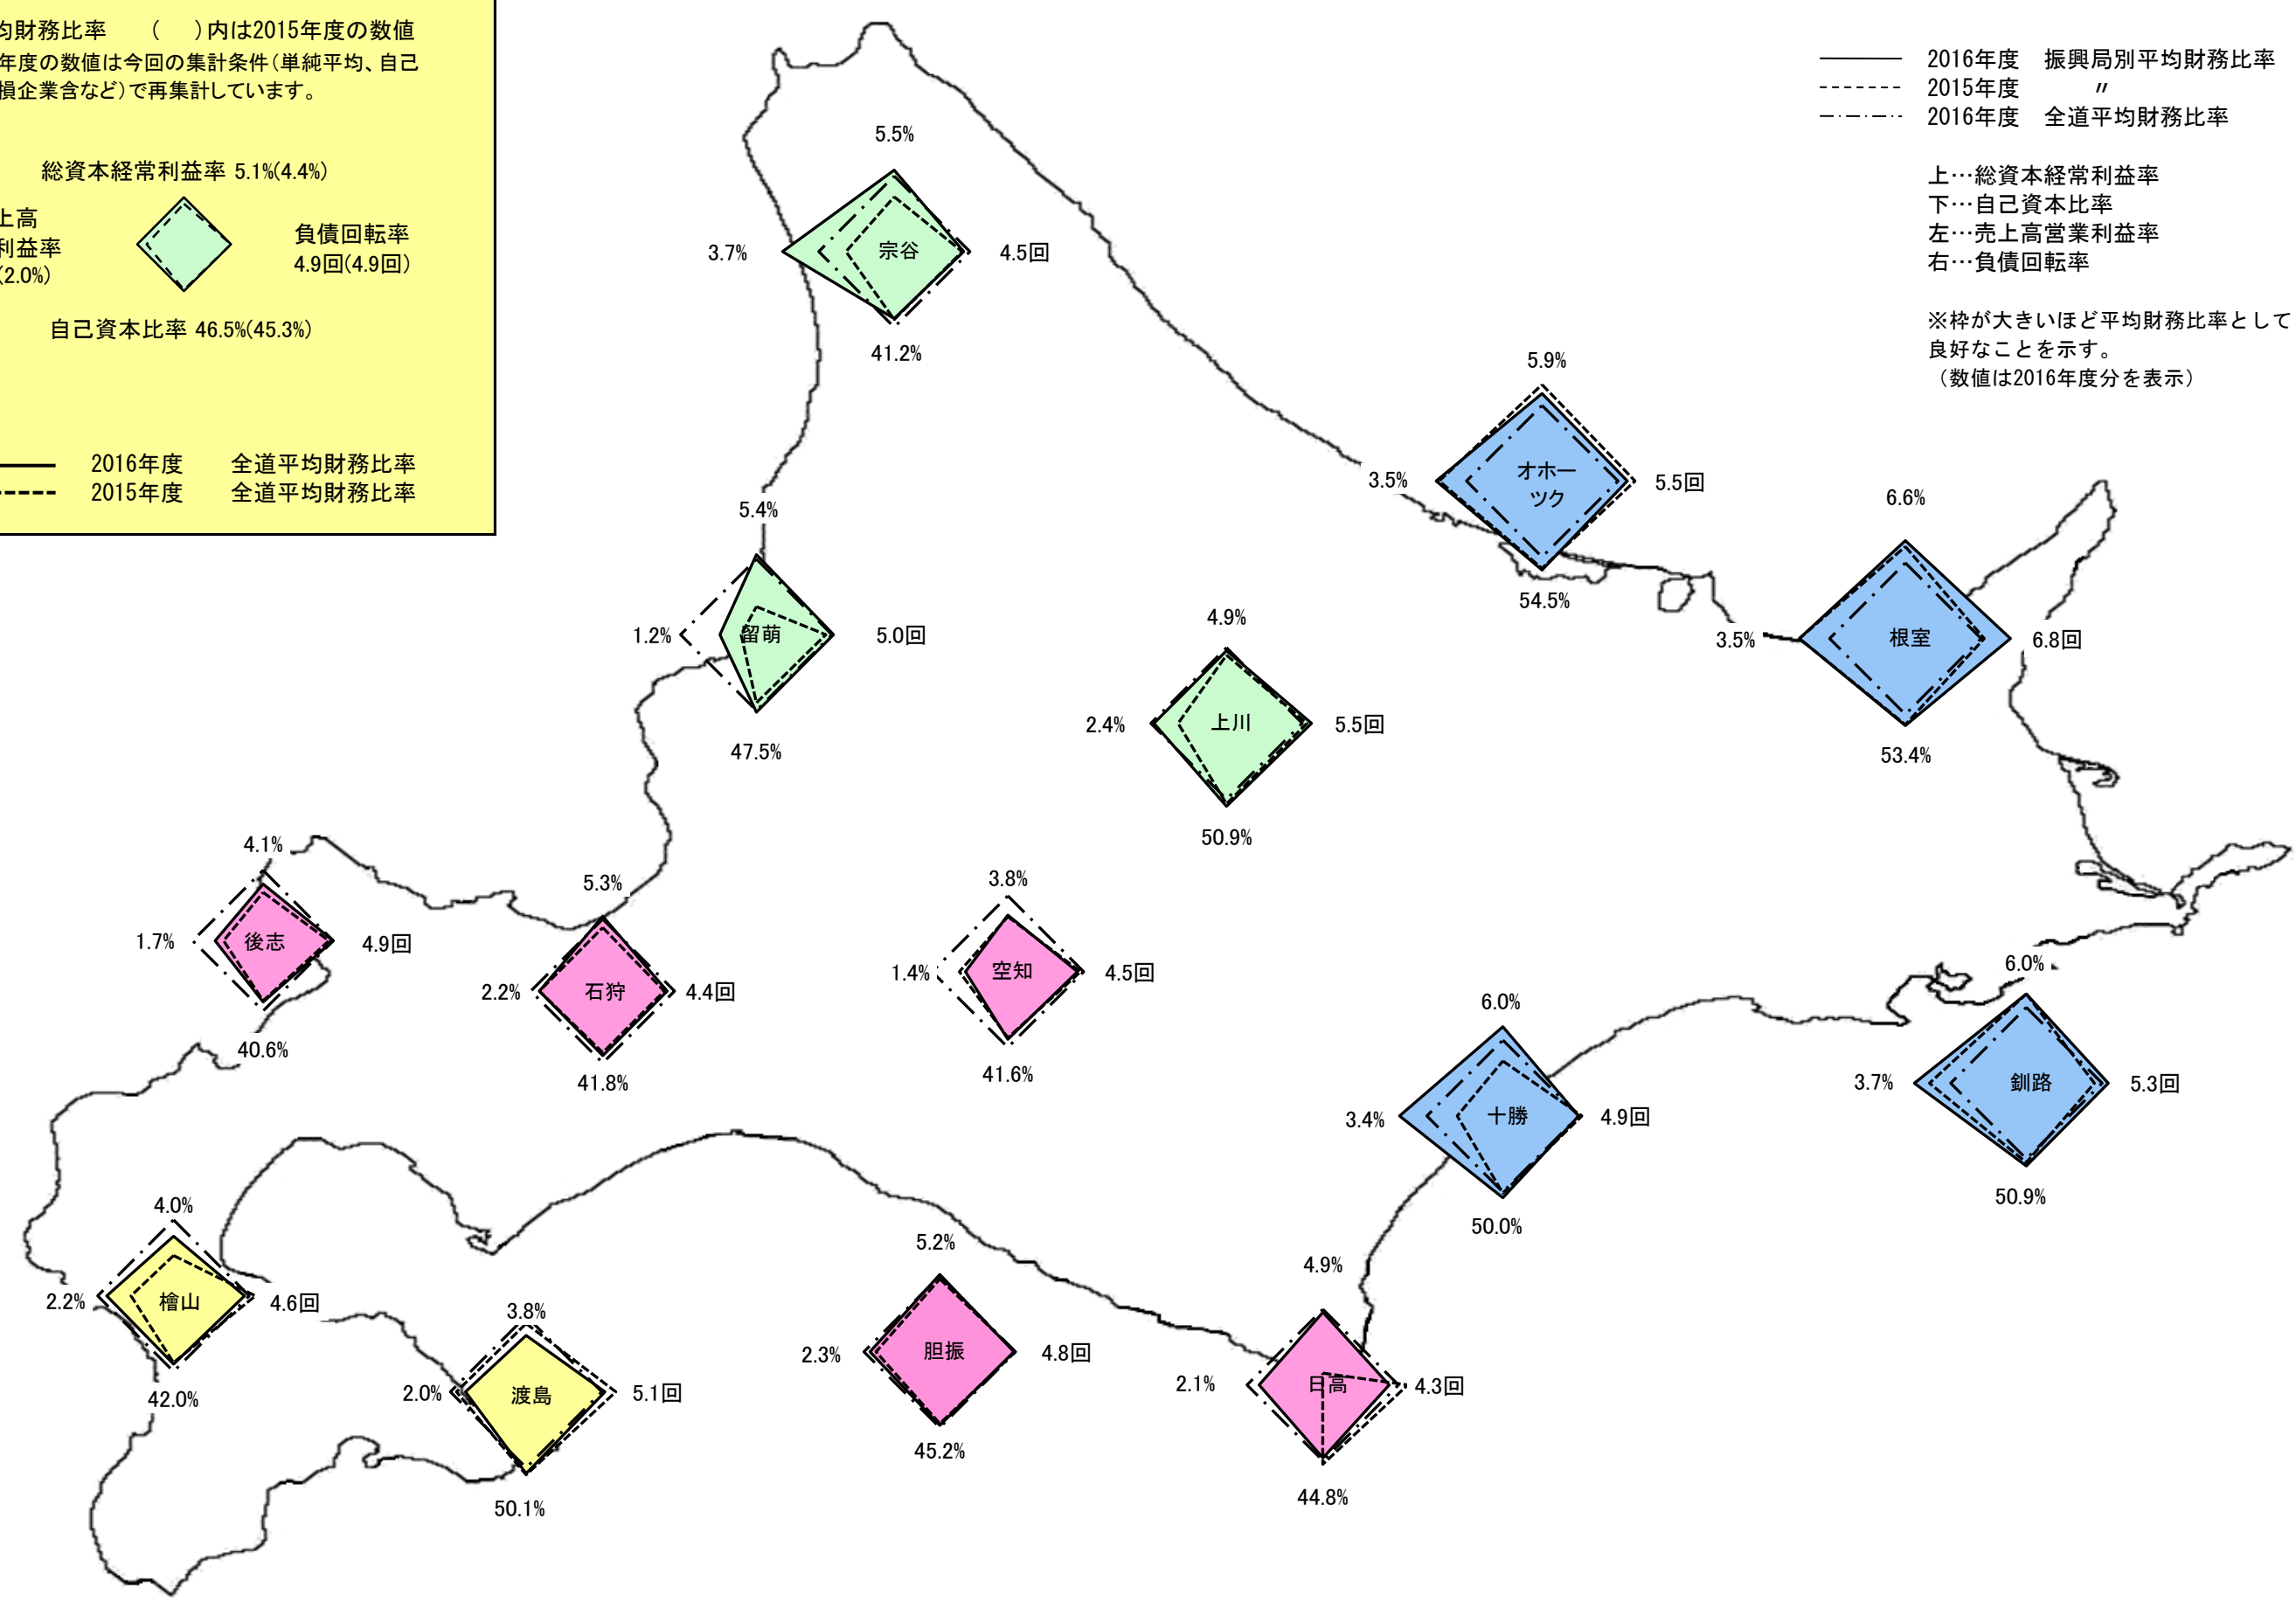 均財務比率　（　）内は2015年度の数値
年度の数値は今回の集計条件（単純平均、自己
損企業含など）で再集計しています。
総資本経常利益率 5.1%(4.4%)
上高
利益率
(2.0%)
負債回転率
4.9回(4.9回)
自己資本比率 46.5%(45.3%)
2016年度　全道平均財務比率
2015年度　全道平均財務比率
2016年度　振興局別平均財務比率
2015年度　〃
2016年度　全道平均財務比率
上…総資本経常利益率
下…自己資本比率
左…売上高営業利益率
右…負債回転率
※枠が大きいほど平均財務比率として
良好なことを示す。
（数値は2016年度分を表示）
5.5%
3.7%
宗谷
4.5回
41.2%
5.9%
3.5%
オホー
ツク
5.5回
54.5%
6.6%
3.5%
根室
6.8回
53.4%
5.4%
1.2%
留萌
5.0回
47.5%
4.9%
2.4%
上川
5.5回
50.9%
4.1%
1.7%
後志
4.9回
40.6%
5.3%
2.2%
石狩
4.4回
41.8%
3.8%
1.4%
空知
4.5回
41.6%
6.0%
3.4%
十勝
4.9回
50.0%
6.0%
3.7%
釧路
5.3回
50.9%
4.0%
2.2%
檜山
4.6回
42.0%
3.8%
2.0%
渡島
5.1回
50.1%
5.2%
2.3%
胆振
4.8回
45.2%
4.9%
2.1%
日高
4.3回
44.8%